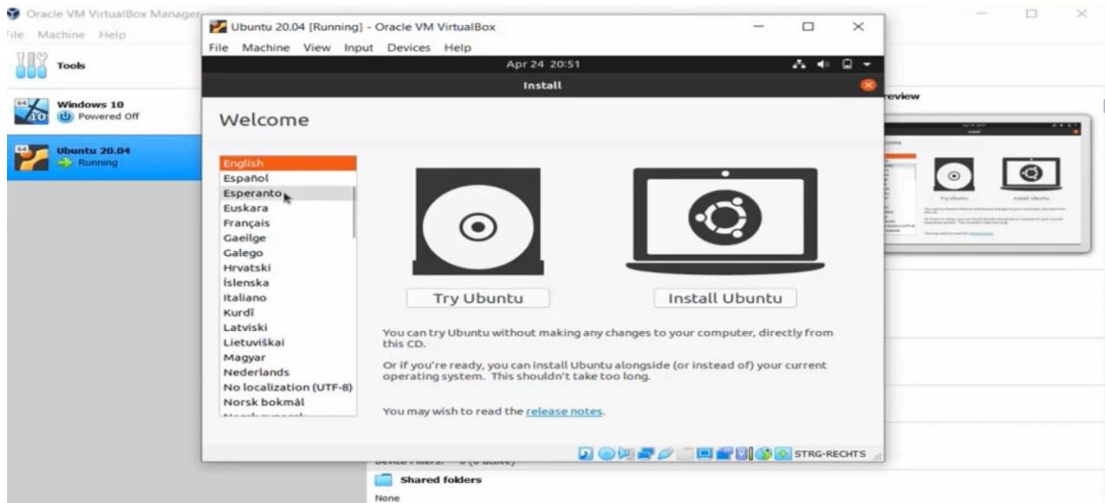 Oracle VM VirtualBox Manager
File Machine Help
Tools
Windows 10
Powered Off
Ubuntu 20.04
Running
Ubuntu 20.04 [Running] - Oracle VM VirtualBox
File Machine View Input Devices Help
Apr 24 20:51
Install
Welcome
English
Español
Esperanto
Euskara
Français
Gaeilge
Galego
Hrvatski
Íslenska
Italiano
Kurdî
Latviski
Lietuviškai
Magyar
Nederlands
No localization (UTF-8)
Norsk bokmål
Try Ubuntu
Install Ubuntu
You can try Ubuntu without making any changes to your computer, directly from
this CD.
Or if you're ready, you can install Ubuntu alongside (or instead of) your current
operating system. This shouldn't take too long.
You may wish to read the release notes.
STRG-RECHTS
review
Try Ubuntu
Install Ubuntu
Shared folders
None